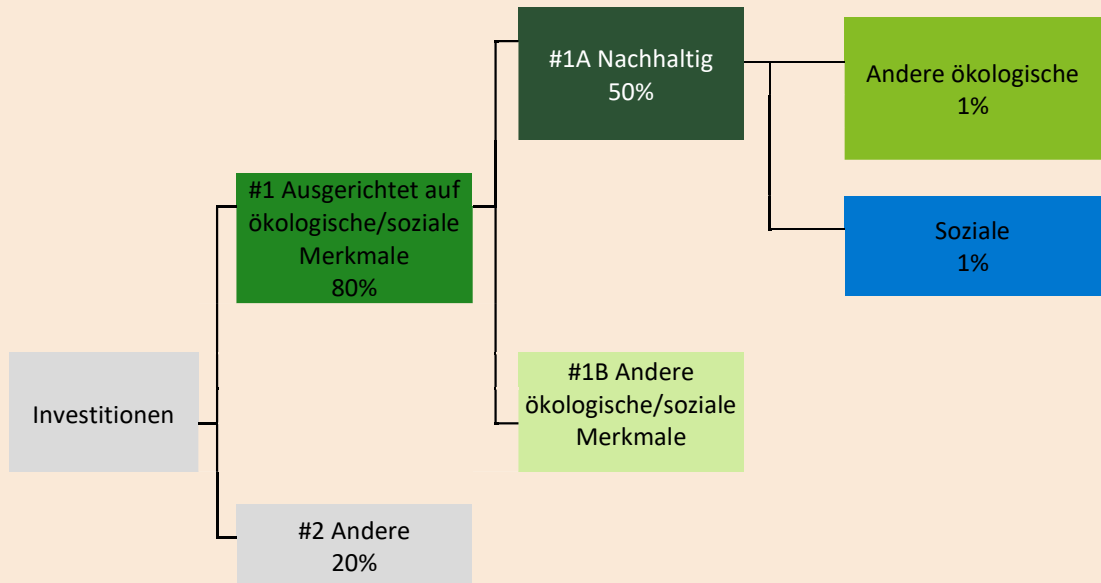 #1A Nachhaltig
50%
Andere ökologische
1%
#1 Ausgerichtet auf
ökologische/soziale
Merkmale
80%
Soziale
1%
Investitionen
#1B Andere
ökologische/soziale
Merkmale
#2 Andere
20%